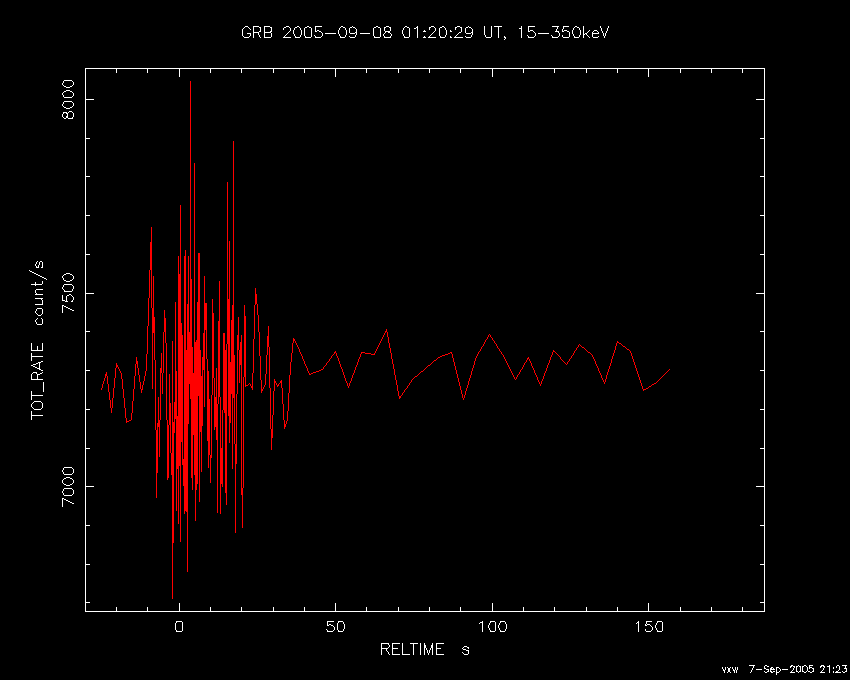 GRB 2005-09-08 01:20:29 UT, 15-350keV
8000
7500
7000
TOT_RATE count/s
0 50 100 150
RELTIME s
vxw 7-Sep-2005 21:23